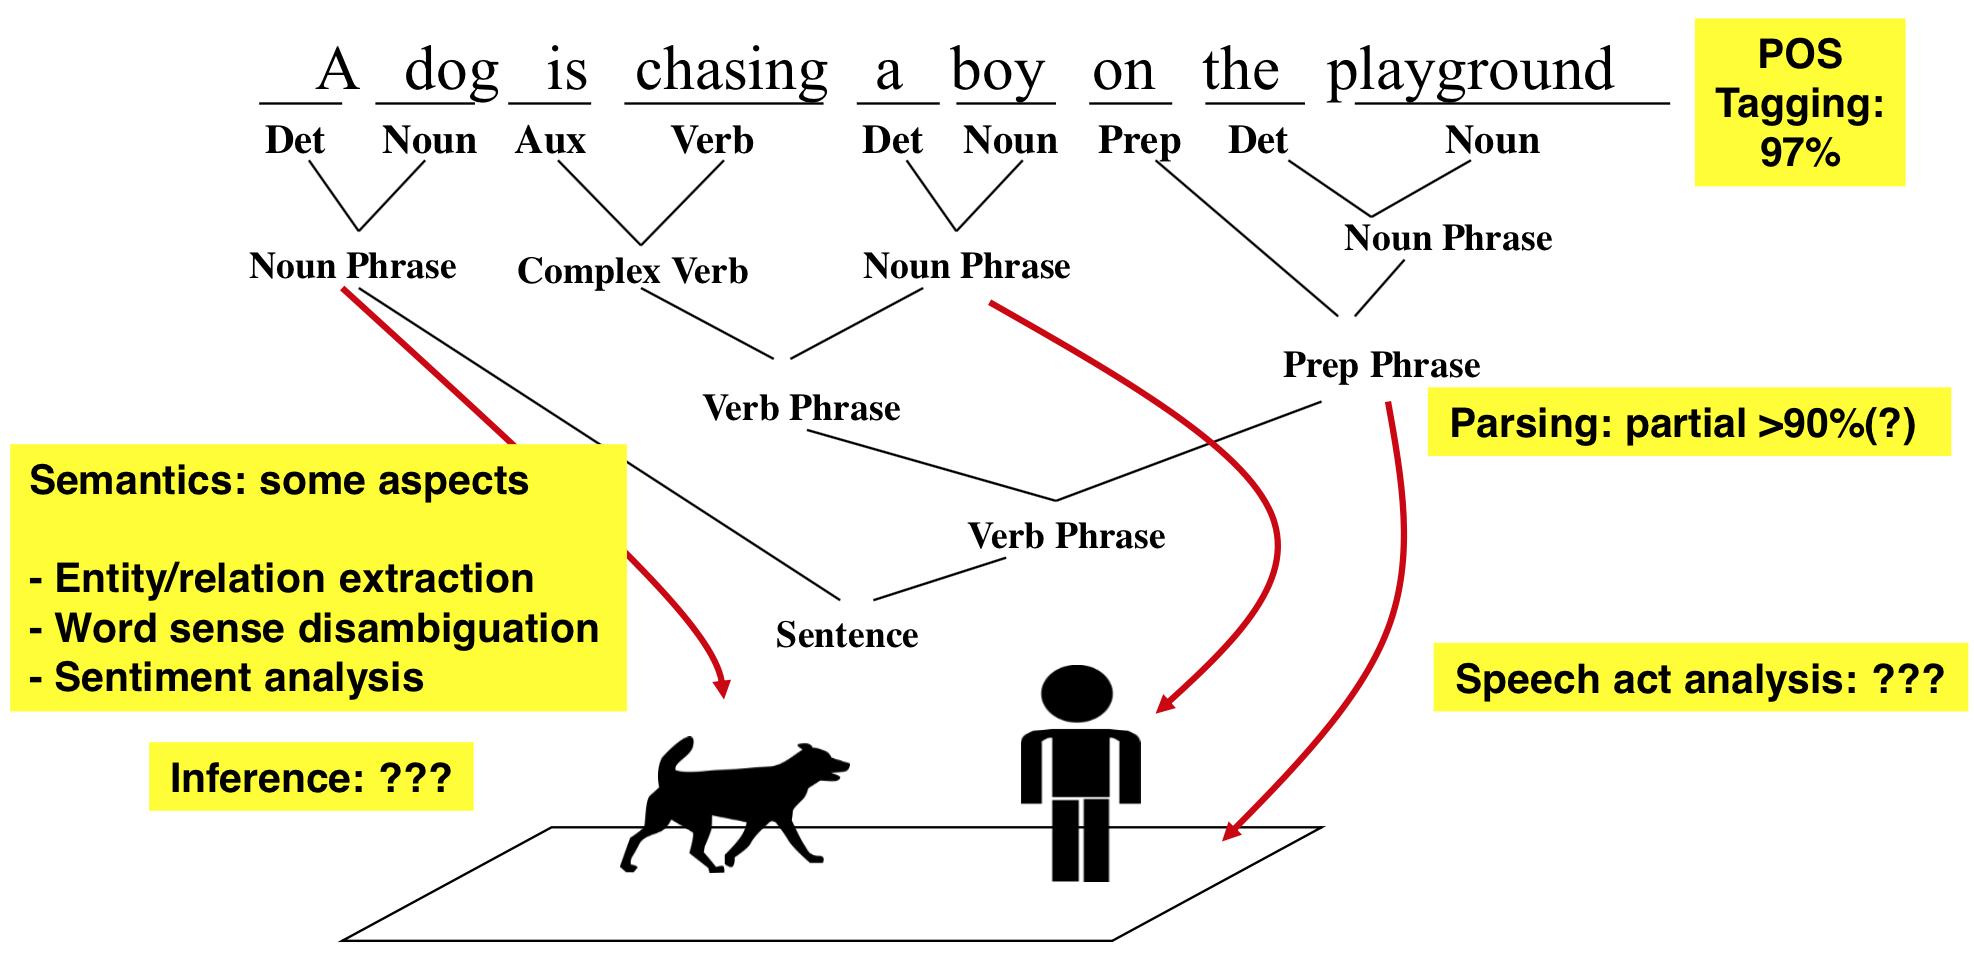 A dog is chasing a boy on the playground
POS
Tagging:
97%
Det Noun Aux Verb Det Noun Prep Det Noun
Noun Phrase
Noun Phrase Complex Verb Noun Phrase
Prep Phrase
Verb Phrase
Parsing: partial >90%(?)
Semantics: some aspects
Verb Phrase
- Entity/relation extraction
- Word sense disambiguation
- Sentiment analysis
Sentence
Speech act analysis: ???
Inference: ???